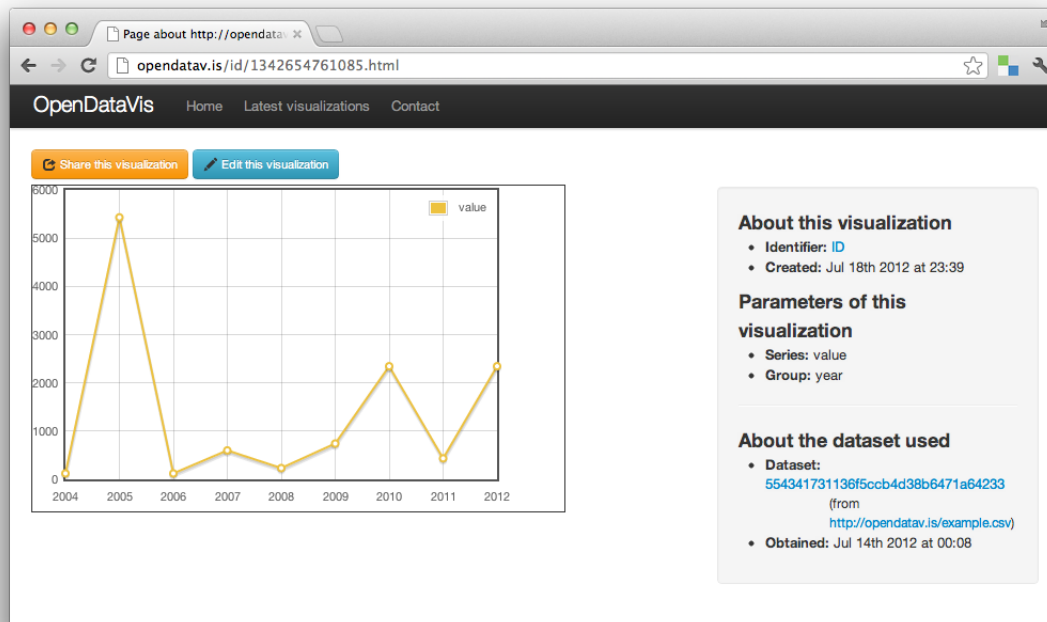 Page about http://opendatav
opendatav.is/id/1342654761085.html
OpenDataVis Home Latest visualizations Contact
Share this visualization Edit this visualization
6000
5000
4000
3000
2000
1000
0
2004 2005 2006 2007 2008 2009 2010 2011 2012
value
About this visualization
Identifier: ID
Created: Jul 18th 2012 at 23:39
Parameters of this
visualization
Series: value
Group: year
About the dataset used
Dataset:
554341731136f5ccb4d38b6471a64233
(from
http://opendatav.is/example.csv)
Obtained: Jul 14th 2012 at 00:08